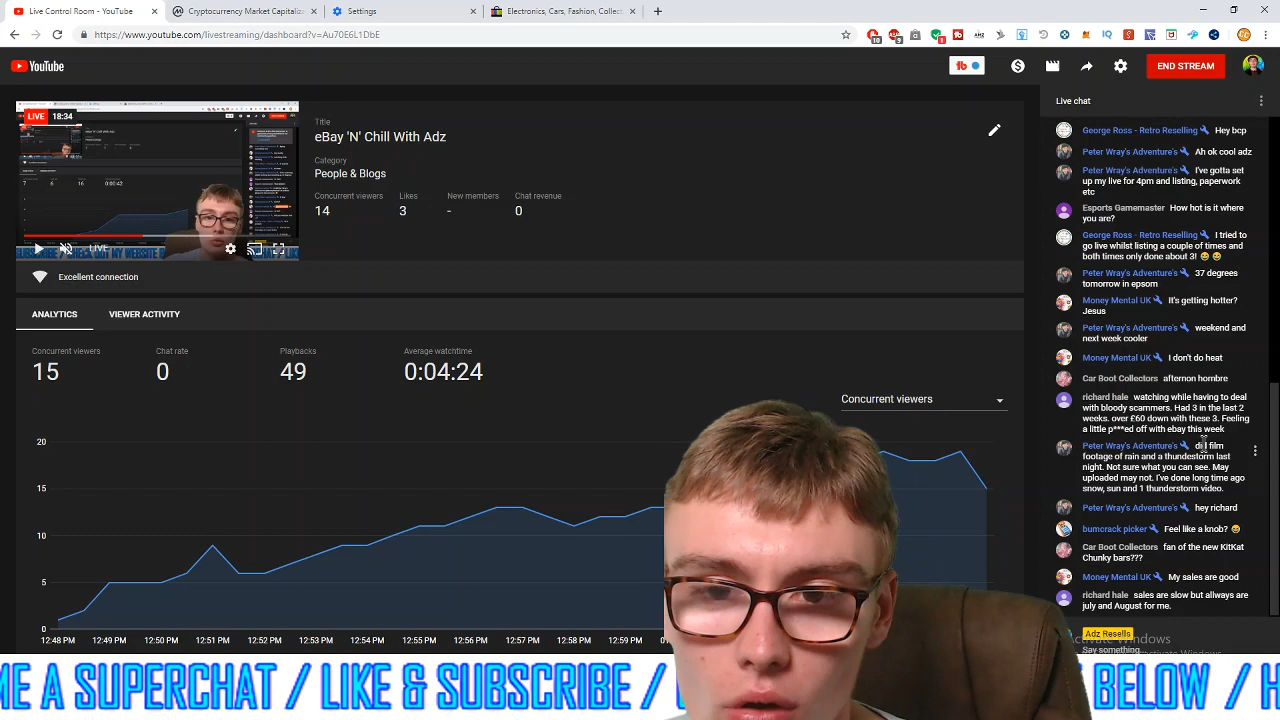 Live Control Room - YouTube
Cryptocurrency Market Capitaliz
Settings
Electronics, Cars, Fashion, Collect
https://www.youtube.com/livestreaming/dashboard?v=Au70E6L1DbE
10
9
1
YouTube
END STREAM
LIVE 18:34
LIVE
Title
eBay 'N' Chill With Adz
Category
People & Blogs
Concurrent viewers Likes New members Chat revenue
14 3 - 0
Excellent connection
ANALYTICS VIEWER ACTIVITY
Concurrent viewers Chat rate Playbacks Average watchtime
15 0 49 0:04:24
Concurrent viewers
20
15
10
5
0
12:48 PM 12:49 PM 12:50 PM 12:51 PM 12:52 PM 12:53 PM 12:54 PM 12:55 PM 12:56 PM 12:57 PM 12:58 PM 12:59 PM
Live chat
George Ross - Retro Reselling Hey bcp
Peter Wray's Adventure's Ah ok cool adz
Peter Wray's Adventure's I've gotta set
up my live for 4pm and listing, paperwork
etc
Esports Gamemaster How hot is it where
you are?
George Ross - Retro Reselling I tried to
go live whilst listing a couple of times and
both times only done about 3! 😂 😂
Peter Wray's Adventure's 37 degrees
tomorrow in epsom
Money Mental UK It's getting hotter?
Jesus
Peter Wray's Adventure's weekend and
next week cooler
Money Mental UK I don't do heat
Car Boot Collectors afternon hombre
richard hale watching while having to deal
with bloody scammers. Had 3 in the last 2
weeks. over £60 down with these 3. Feeling
a little p***ed off with ebay this week
Peter Wray's Adventure's did film
footage of rain and a thundestorm last
night. Not sure what you can see. May
uploaded may not. I've done long time ago
snow, sun and 1 thunderstorm video.
Peter Wray's Adventure's hey richard
bumcrack picker Feel like a knob? 😂
Car Boot Collectors fan of the new KitKat
Chunky bars???
Money Mental UK My sales are good
richard hale sales are slow but allways are
july and August for me.
Adz Resells
Activate Windows
Say something
ME A SUPERCHAT / LIKE & SUBSCRIBE / BELOW / H